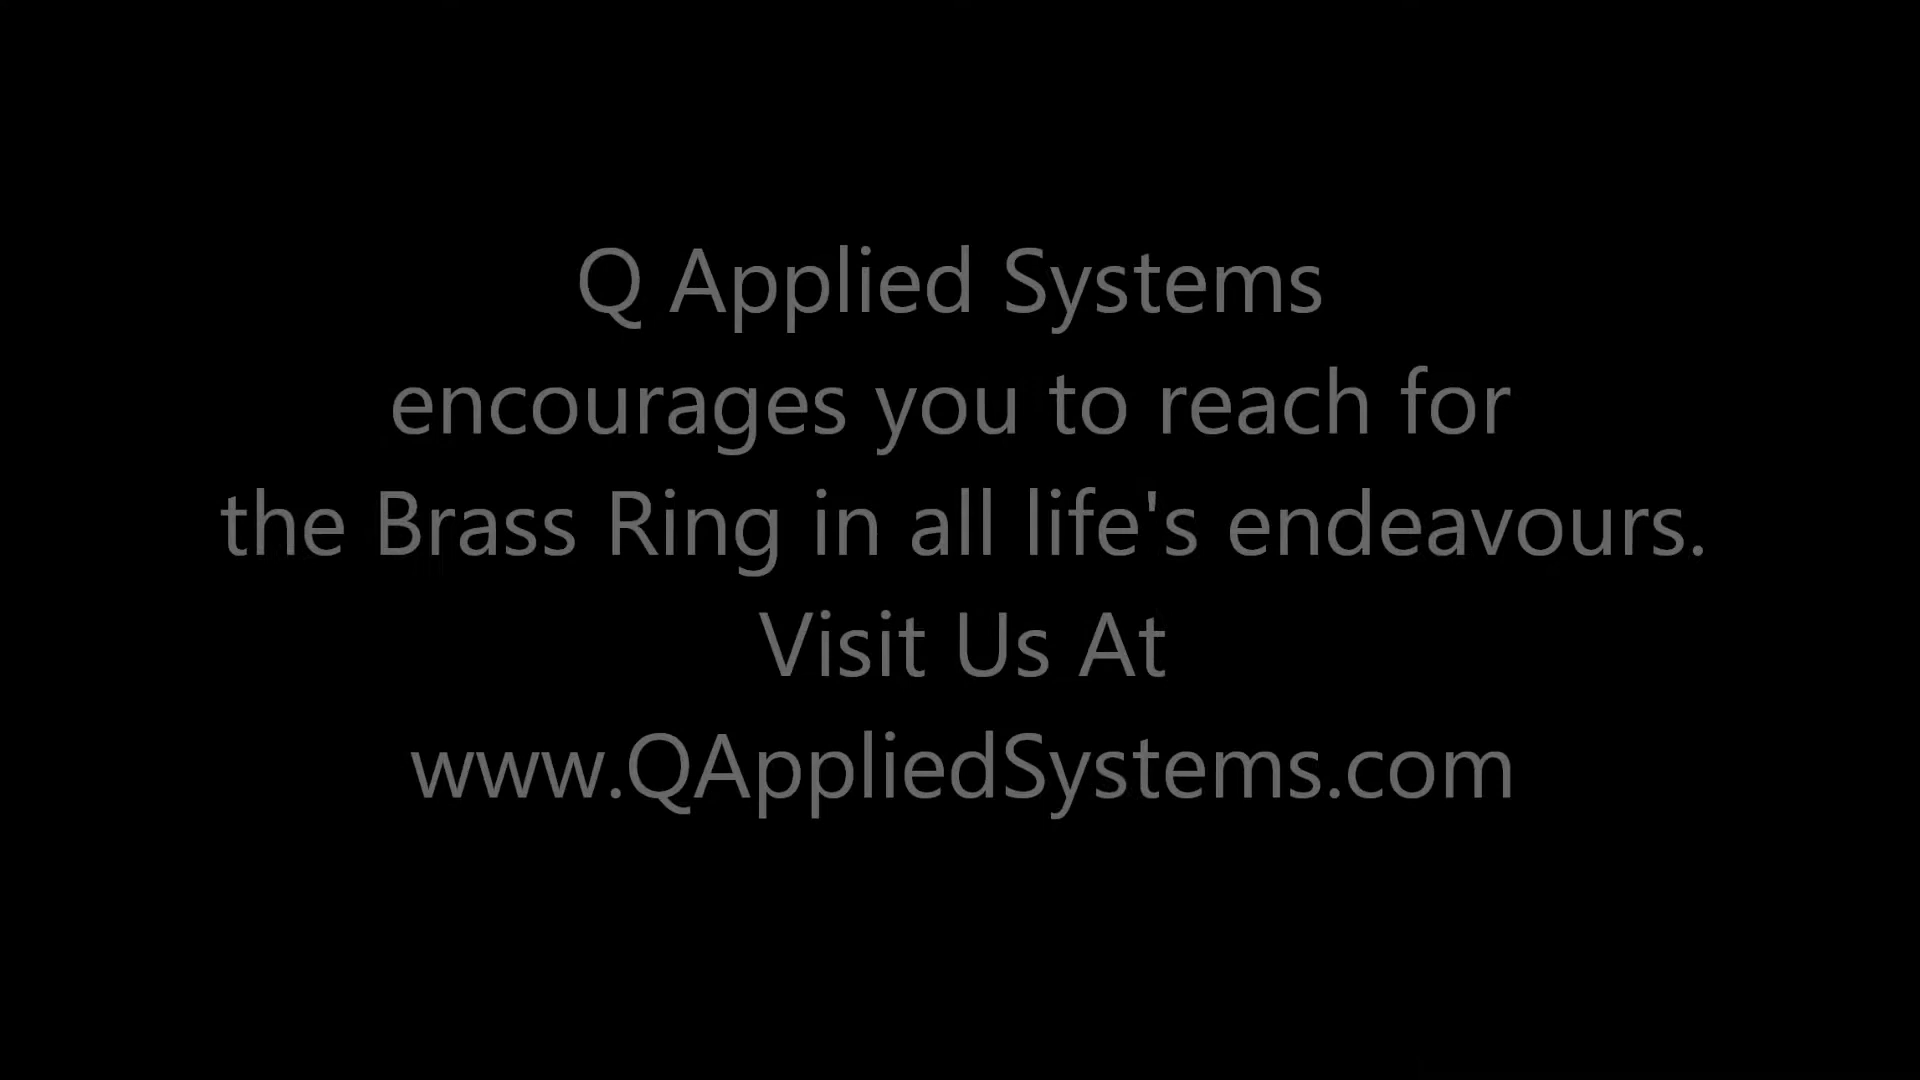 Q Applied Systems
encourages you to reach for
the Brass Ring in all life's endeavours.
Visit Us At
www.QAppliedSystems.com